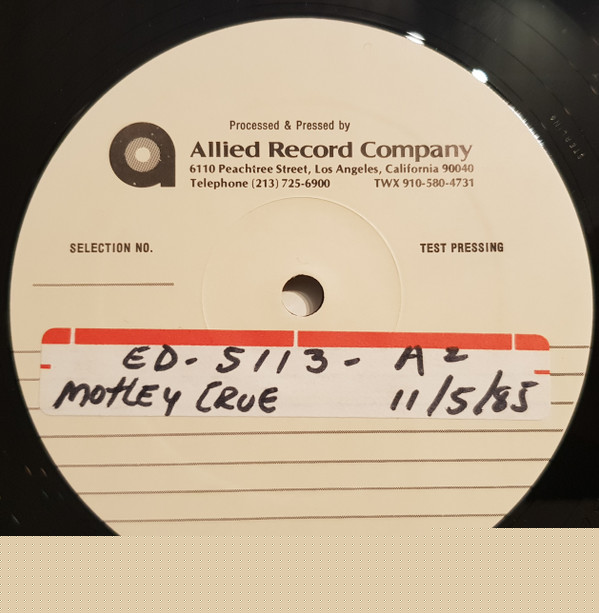 Processed & Pressed by
Allied Record Company
6110 Peachtree Street, Los Angeles, California 90040
Telephone (213) 725-6900 TWX 910-580-4731
SELECTION NO. TEST PRESSING
ED-5113- A2
MOTLEY CRUE 11/5/85